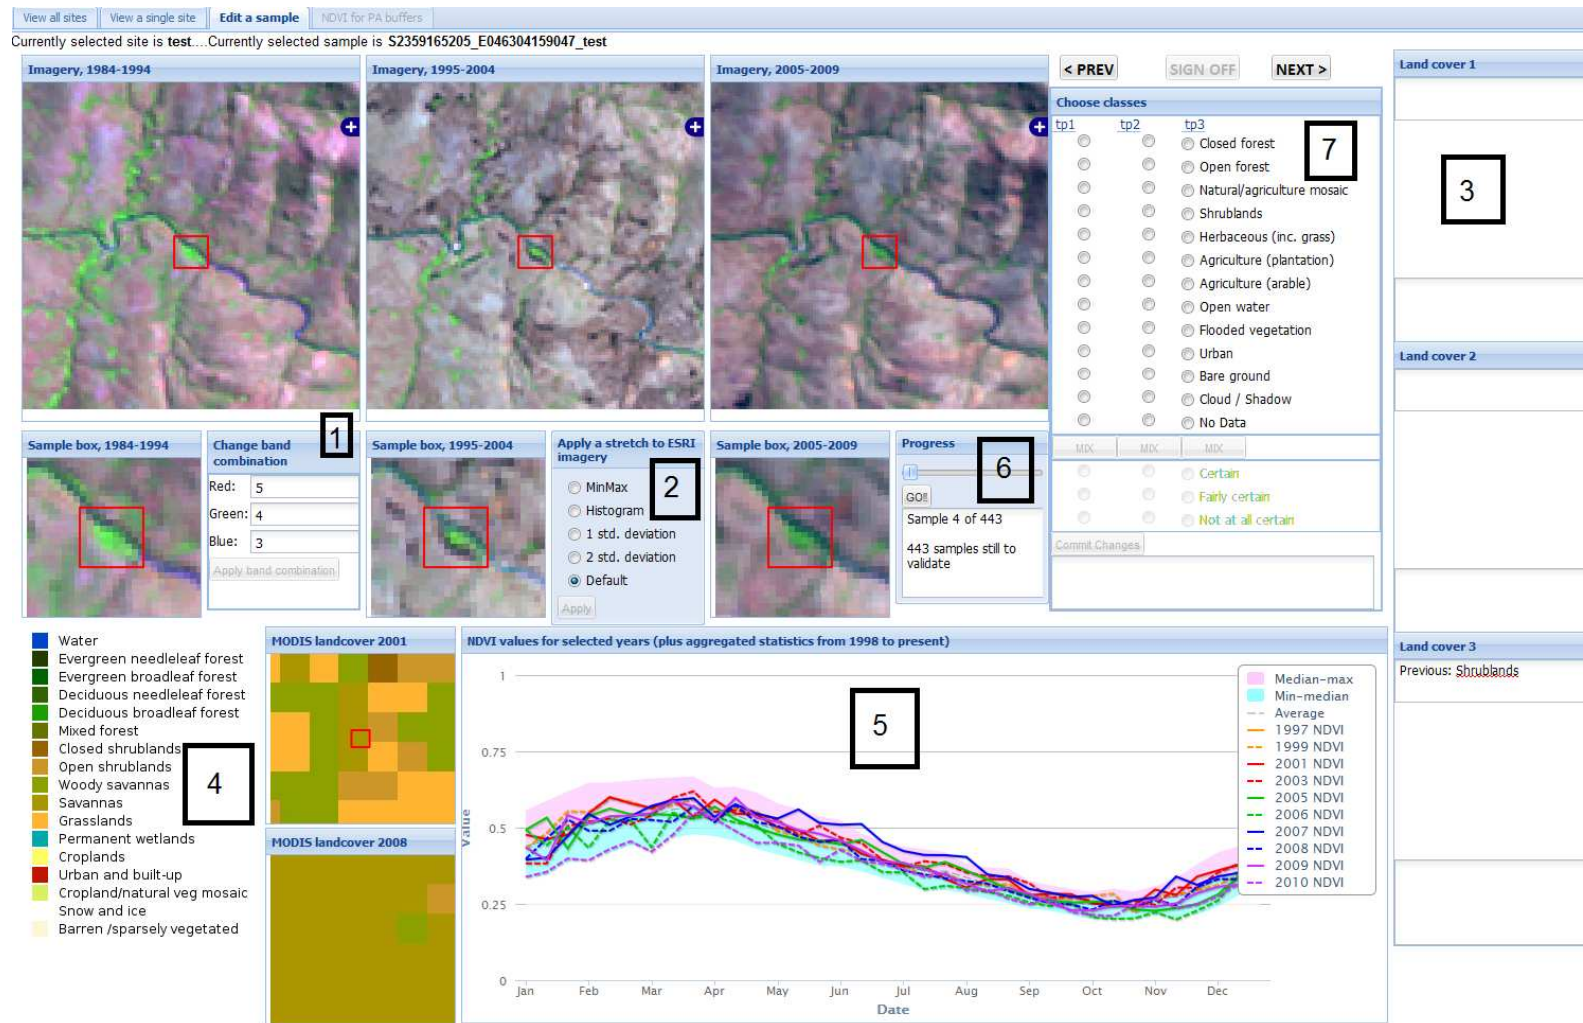 View all sites
View a single site
Edit a sample
NDVI for PA buffers
Currently selected site is test....Currently selected sample is S2359165205_E046304159047_test
Imagery, 1984-1994
Imagery, 1995-2004
Imagery, 2005-2009
< PREV
SIGN OFF
NEXT >
Choose classes
tp1
tp2
tp3
Closed forest
Open forest
Natural/agriculture mosaic
Shrublands
Herbaceous (inc. grass)
Agriculture (plantation)
Agriculture (arable)
Open water
Flooded vegetation
Urban
Bare ground
Cloud / Shadow
No Data
MIX
MIX
MIX
Certain
Fairly certain
Not at all certain
Commit Changes
7
Land cover 1
3
Land cover 2
Land cover 3
Previous: Shrublands
Sample box, 1984-1994
Change band
combination
1
Red: 5
Green: 4
Blue: 3
Apply band combination
Sample box, 1995-2004
Apply a stretch to ESRI
imagery
2
MinMax
Histogram
1 std. deviation
2 std. deviation
Default
Apply
Sample box, 2005-2009
Progress
6
GO!!
Sample 4 of 443
443 samples still to
validate
Water
Evergreen needleleaf forest
Evergreen broadleaf forest
Deciduous needleleaf forest
Deciduous broadleaf forest
Mixed forest
Closed shrublands
Open shrublands
Woody savannas
Savannas
Grasslands
Permanent wetlands
Croplands
Urban and built-up
Cropland/natural veg mosaic
Snow and ice
Barren /sparsely vegetated
4
MODIS landcover 2001
MODIS landcover 2008
NDVI values for selected years (plus aggregated statistics from 1998 to present)
5
1
0.75
0.5
0.25
0
Value
Jan Feb Mar Apr May Jun Jul Aug Sep Oct Nov Dec
Date
Median-max
Min-median
Average
1997 NDVI
1999 NDVI
2001 NDVI
2003 NDVI
2005 NDVI
2006 NDVI
2007 NDVI
2008 NDVI
2009 NDVI
2010 NDVI